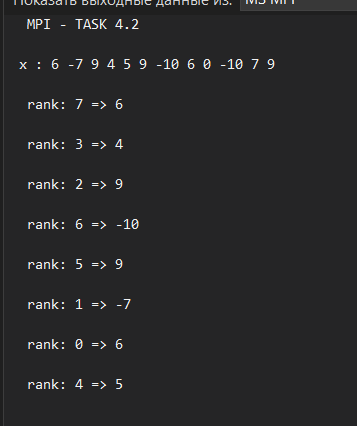 Показать выходные данные из: MS MPI
MPI - TASK 4.2
x : 6 -7 9 4 5 9 -10 6 0 -10 7 9
rank: 7 => 6
rank: 3 => 4
rank: 2 => 9
rank: 6 => -10
rank: 5 => 9
rank: 1 => -7
rank: 0 => 6
rank: 4 => 5